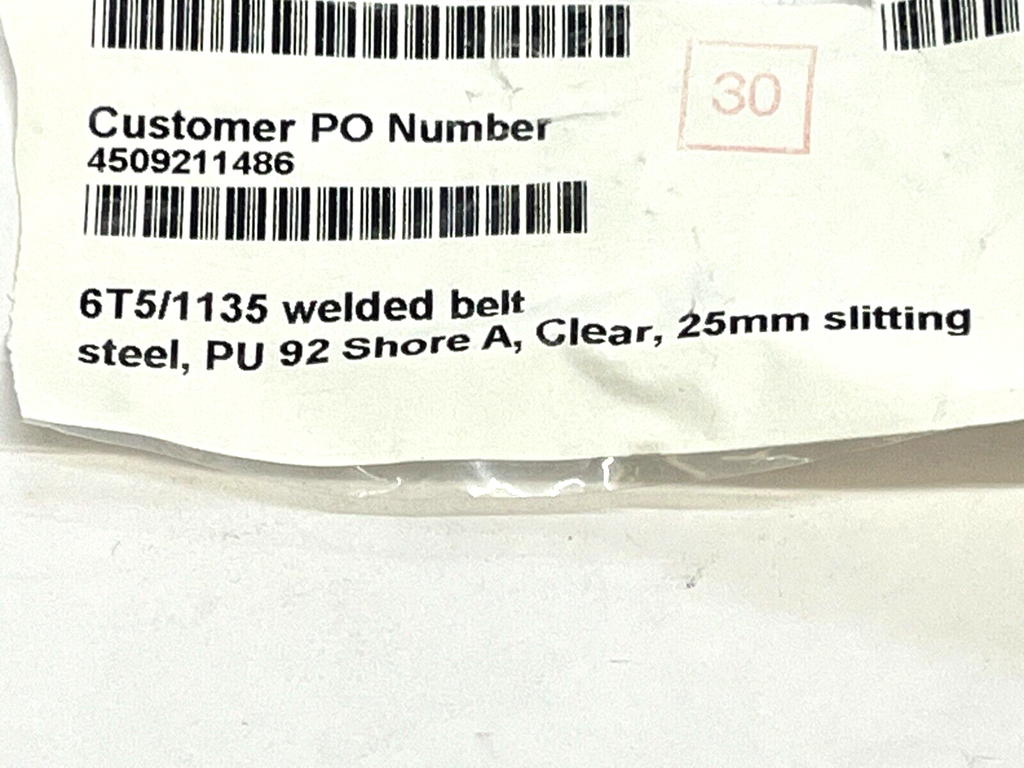 30
Customer PO Number
4509211486
6T5/1135 welded belt
steel, PU 92 Shore A, Clear, 25mm slitting